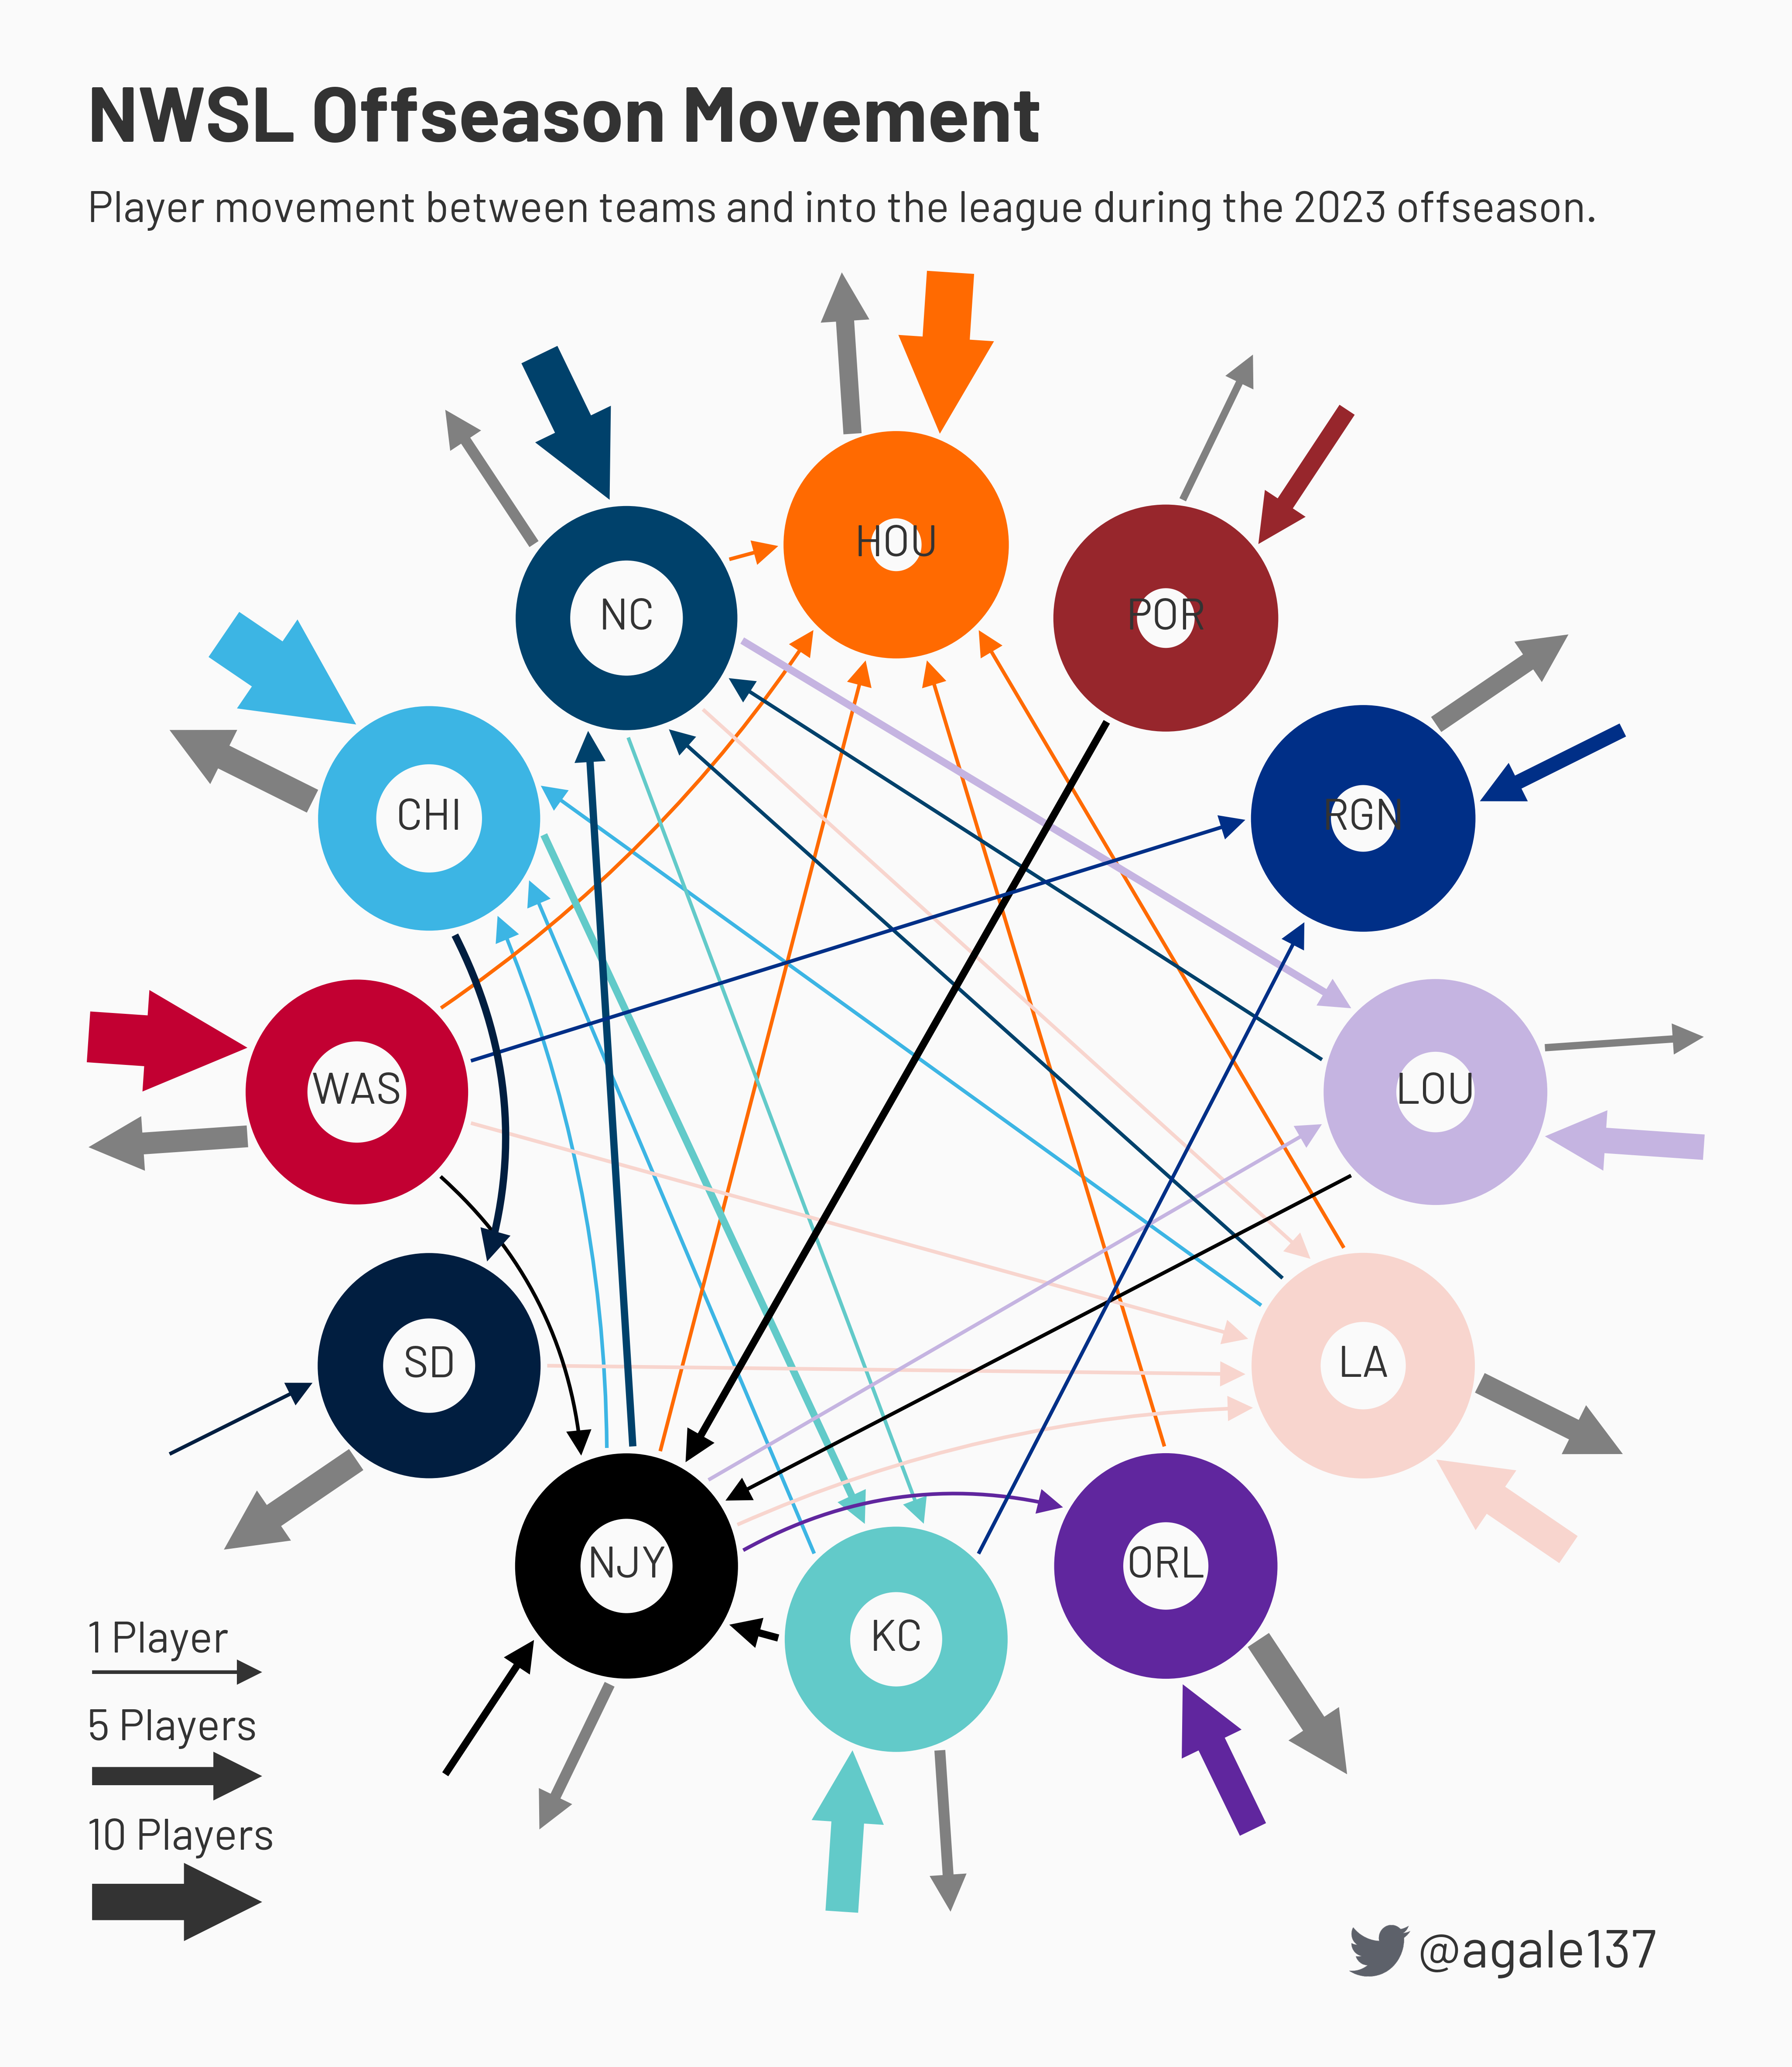 NWSL Offseason Movement
Player movement between teams and into the league during the 2023 offseason.
HOU
NC
POR
CHI
RGN
WAS
LOU
SD
LA
NJY
ORL
KC
1 Player
5 Players
10 Players
@agale137